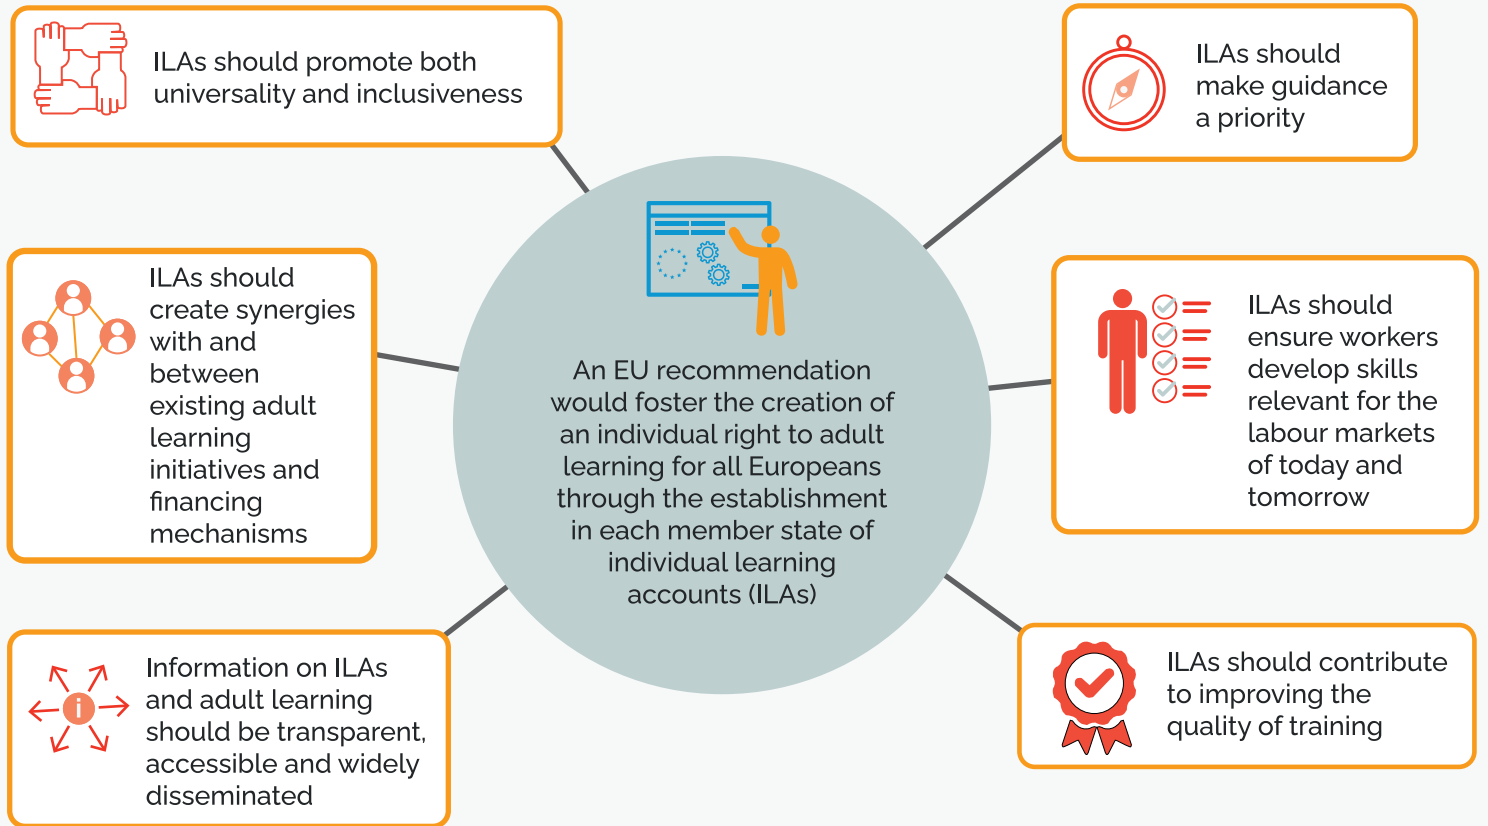 ILAs should promote both
universality and inclusiveness
ILAs should
make guidance
a priority
ILAs should
create synergies
with and
between
existing adult
learning
initiatives and
financing
mechanisms
An EU recommendation
would foster the creation of
an individual right to adult
learning for all Europeans
through the establishment
in each member state of
individual learning
accounts (ILAs)
ILAs should
ensure workers
develop skills
relevant for the
labour markets
of today and
tomorrow
i
Information on ILAs
and adult learning
should be transparent,
accessible and widely
disseminated
ILAs should contribute
to improving the
quality of training